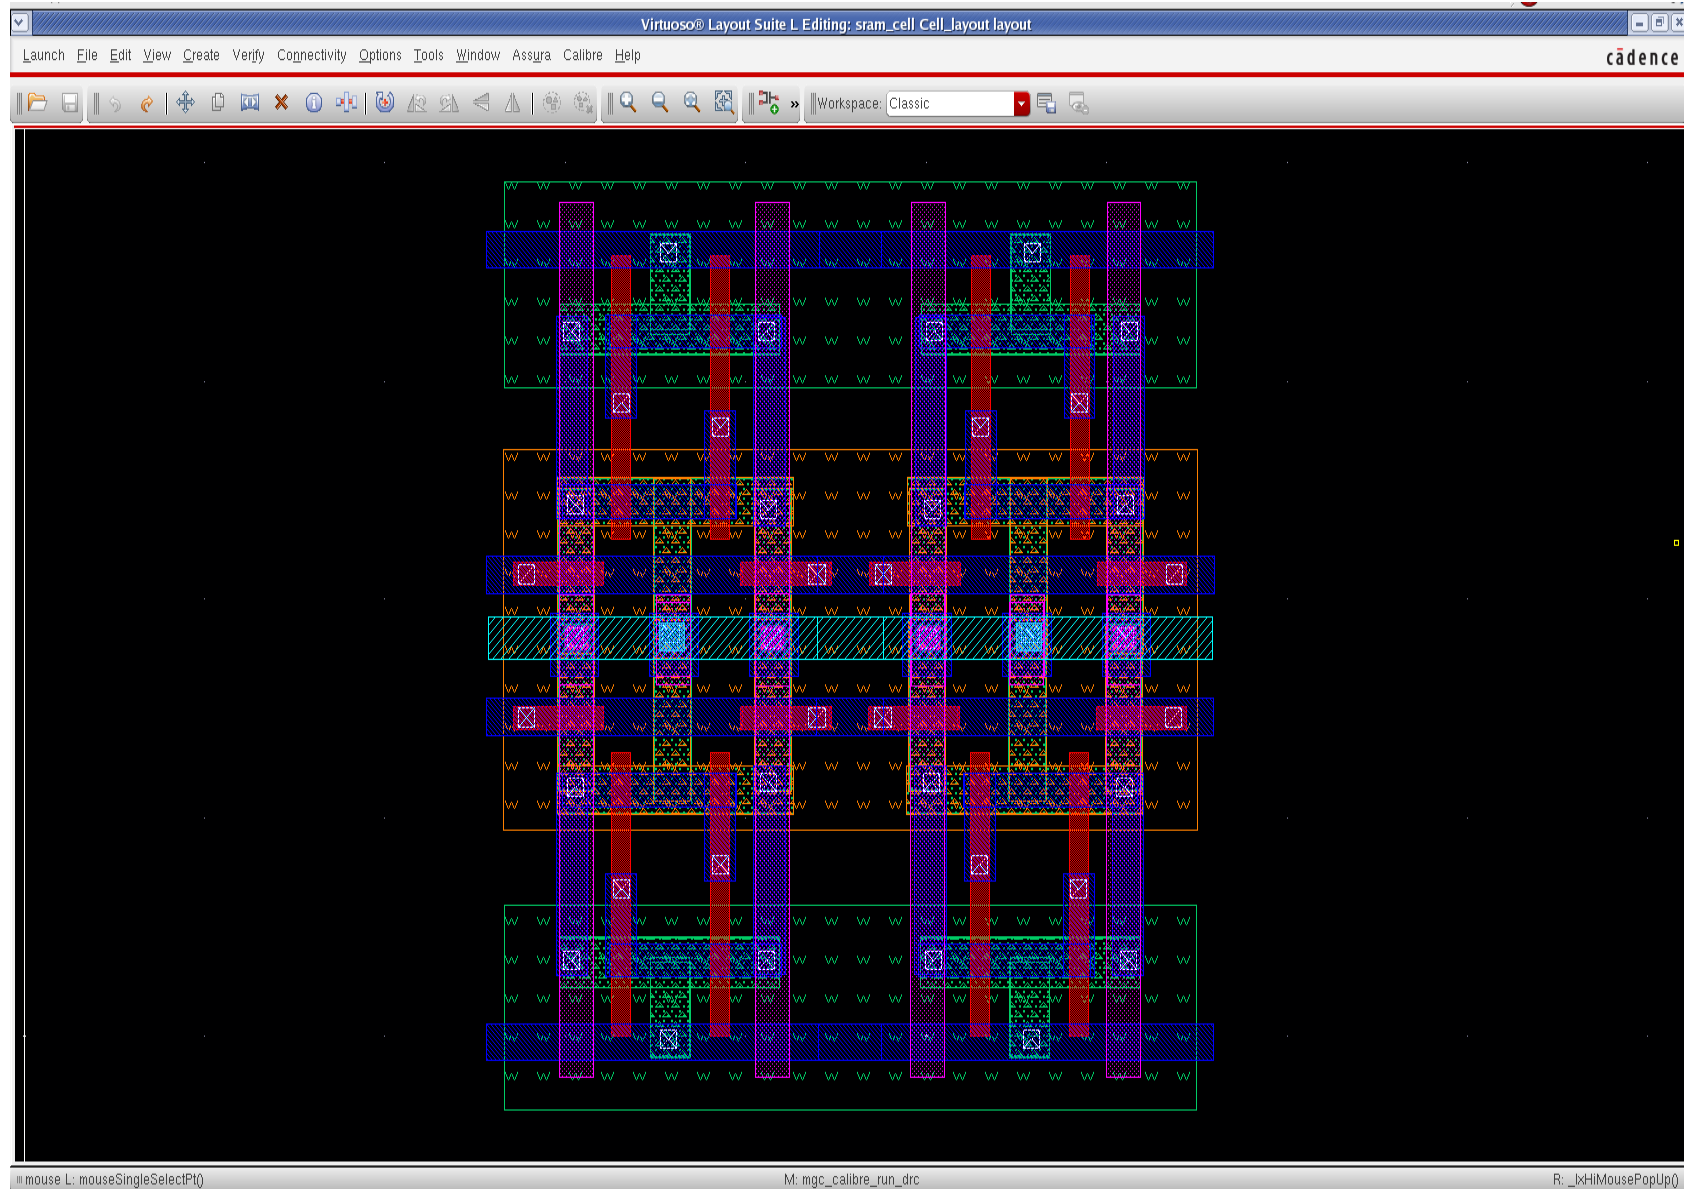 Virtuoso® Layout Suite L Editing: sram_cell Cell_layout layout
Launch File Edit View Create Verify Connectivity Options Tools Window Assura Calibre Help
cādence
» Workspace: Classic
mouse L: mouseSingleSelectPt()
M: mgc_calibre_run_drc
R: _lxHiMousePopUp()